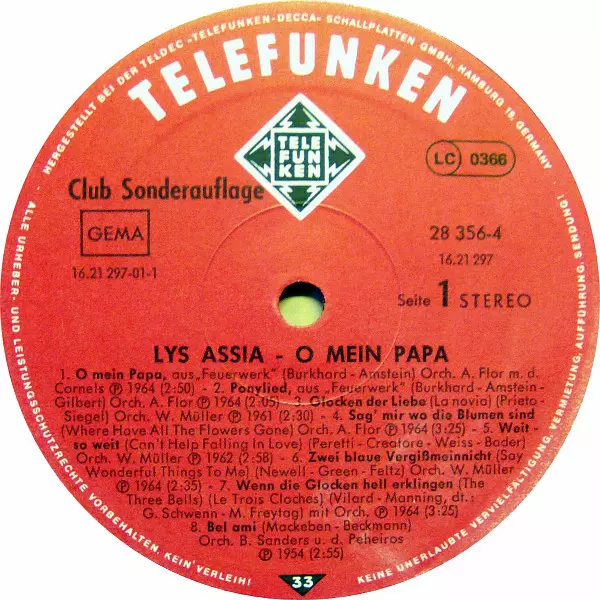 HERGESTELLT BEI DER TELDEC »TELEFUNKEN-DECCA« SCHALLPLATTEN GMBH., HAMBURG 19, GERMANY
TELEFUNKEN
TELE
FUN
KEN
LC 0366
Club Sonderauflage
GEMA
28 356-4
16.21 297-01-1
16.21 297
Seite 1 STEREO
LYS ASSIA - O MEIN PAPA
1. O mein Papa, aus „Feuerwerk" (Burkhard - Amstein) Orch. A. Flor m. d.
Cornels ℗ 1964 (2:50) - 2. Ponylied, aus „Feuerwerk" (Burkhard - Amstein-
Gilbert) Orch. A. Flor ℗ 1964 (2.05) - 3. Glocken der Liebe (La novia) (Prieto -
Siegel) Orch. W. Müller ℗ 1961 (2:30) - 4. Sag' mir wo die Blumen sind
(Where Have All The Flowers Gone) Orch. A. Flor ℗ 1964 (3:25) - 5. Weit -
so weit (Can't Help Falling In Love) (Peretti - Creatore - Weiss - Bader)
Orch. W. Müller ℗ 1962 (2:58) - 6. Zwei blaue Vergißmeinnicht (Say
Wonderful Things To Me) (Newell - Green - Feltz) Orch. W. Müller
℗ 1964 (2:35) - 7. Wenn die Glocken hell erklingen (The
Three Bells) (Le Trois Cloches) (Vilard - Manning, dt.:
G. Schwenn - M. Freytag) mit Orch. ℗ 1964 (3:25)
8. Bel ami (Mackeben - Beckmann)
Orch. B. Sanders u. d. Peheiros
℗ 1954 (2:55)
33
ALLE URHEBER- UND LEISTUNGSSCHUTZRECHTE VORBEHALTEN. KEIN VERLEIH!
KEINE UNERLAUBTE VERVIELFÄLTIGUNG, VERMIETUNG, AUFFÜHRUNG, SENDUNG!